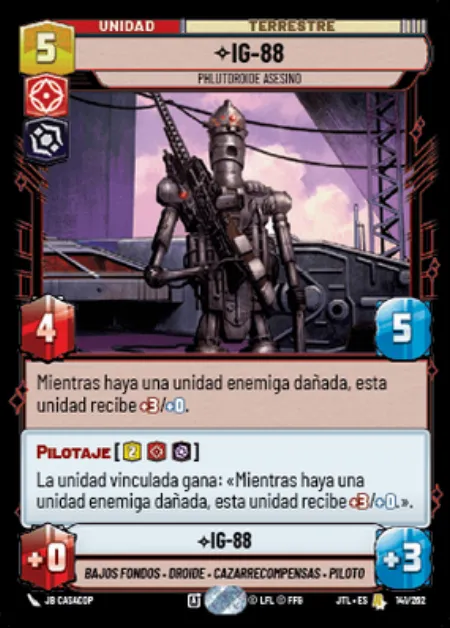 UNIDAD
TERRESTRE
5
IG-88
PHLUTDROIDE ASESINO
4
5
Mientras haya una unidad enemiga dañada, esta
unidad recibe +3/+0.
PILOTAJE [2]
La unidad vinculada gana: «Mientras haya una
unidad enemiga dañada, esta unidad recibe +3/+0.».
IG-88
+0
+3
BAJOS FONDOS • DROIDE • CAZARRECOMPENSAS • PILOTO
JB CASACOP
© LFL © FFG
JTL • ES
141/262